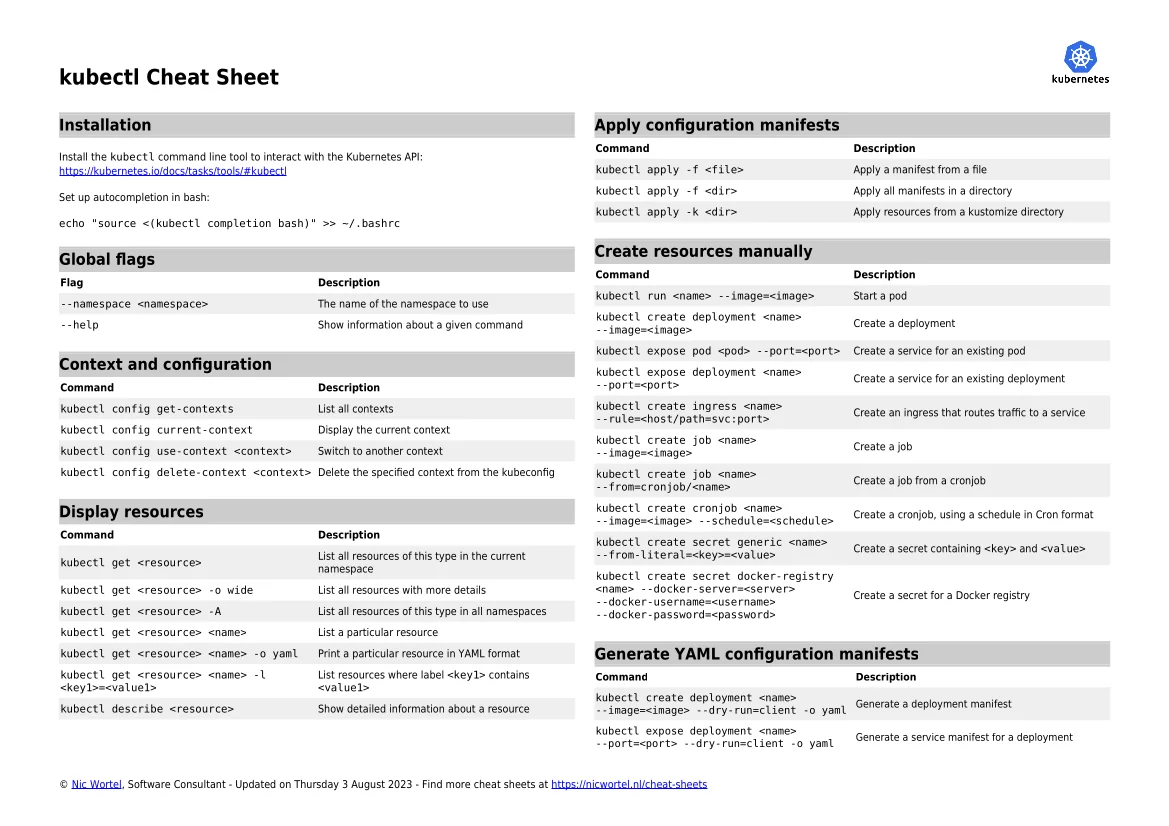 kubectl Cheat Sheet
kubernetes
Installation
Install the kubectl command line tool to interact with the Kubernetes API:
https://kubernetes.io/docs/tasks/tools/#kubectl
Set up autocompletion in bash:
echo "source <(kubectl completion bash)" >> ~/.bashrc
Global flags
Flag Description
--namespace <namespace> The name of the namespace to use
--help Show information about a given command
Context and configuration
Command Description
kubectl config get-contexts List all contexts
kubectl config current-context Display the current context
kubectl config use-context <context> Switch to another context
kubectl config delete-context <context> Delete the specified context from the kubeconfig
Display resources
Command Description
kubectl get <resource> List all resources of this type in the current
namespace
kubectl get <resource> -o wide List all resources with more details
kubectl get <resource> -A List all resources of this type in all namespaces
kubectl get <resource> <name> List a particular resource
kubectl get <resource> <name> -o yaml Print a particular resource in YAML format
kubectl get <resource> <name> -l List resources where label <key1> contains
<key1>=<value1> <value1>
kubectl describe <resource> Show detailed information about a resource
Apply configuration manifests
Command Description
kubectl apply -f <file> Apply a manifest from a file
kubectl apply -f <dir> Apply all manifests in a directory
kubectl apply -k <dir> Apply resources from a kustomize directory
Create resources manually
Command Description
kubectl run <name> --image=<image> Start a pod
kubectl create deployment <name>
--image=<image> Create a deployment
kubectl expose pod <pod> --port=<port> Create a service for an existing pod
kubectl expose deployment <name>
--port=<port> Create a service for an existing deployment
kubectl create ingress <name>
--rule=<host/path=svc:port> Create an ingress that routes traffic to a service
kubectl create job <name>
--image=<image> Create a job
kubectl create job <name>
--from=cronjob/<name> Create a job from a cronjob
kubectl create cronjob <name>
--image=<image> --schedule=<schedule> Create a cronjob, using a schedule in Cron format
kubectl create secret generic <name>
--from-literal=<key>=<value> Create a secret containing <key> and <value>
kubectl create secret docker-registry
<name> --docker-server=<server>
--docker-username=<username>
--docker-password=<password> Create a secret for a Docker registry
Generate YAML configuration manifests
Command Description
kubectl create deployment <name>
--image=<image> --dry-run=client -o yaml Generate a deployment manifest
kubectl expose deployment <name>
--port=<port> --dry-run=client -o yaml Generate a service manifest for a deployment
© Nic Wortel, Software Consultant - Updated on Thursday 3 August 2023 - Find more cheat sheets at https://nicwortel.nl/cheat-sheets